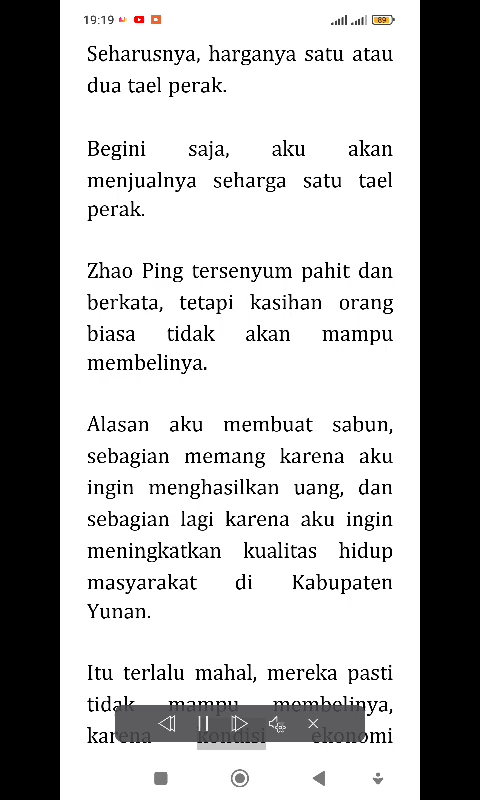 19:19
89
Seharusnya, harganya satu atau
dua tael perak.
Begini saja, aku akan
menjualnya seharga satu tael
perak.
Zhao Ping tersenyum pahit dan
berkata, tetapi kasihan orang
biasa tidak akan mampu
membelinya.
Alasan aku membuat sabun,
sebagian memang karena aku
ingin menghasilkan uang, dan
sebagian lagi karena aku ingin
meningkatkan kualitas hidup
masyarakat di Kabupaten
Yunan.
Itu terlalu mahal, mereka pasti
tidak mampu membelinya,
karena kondisi ekonomi